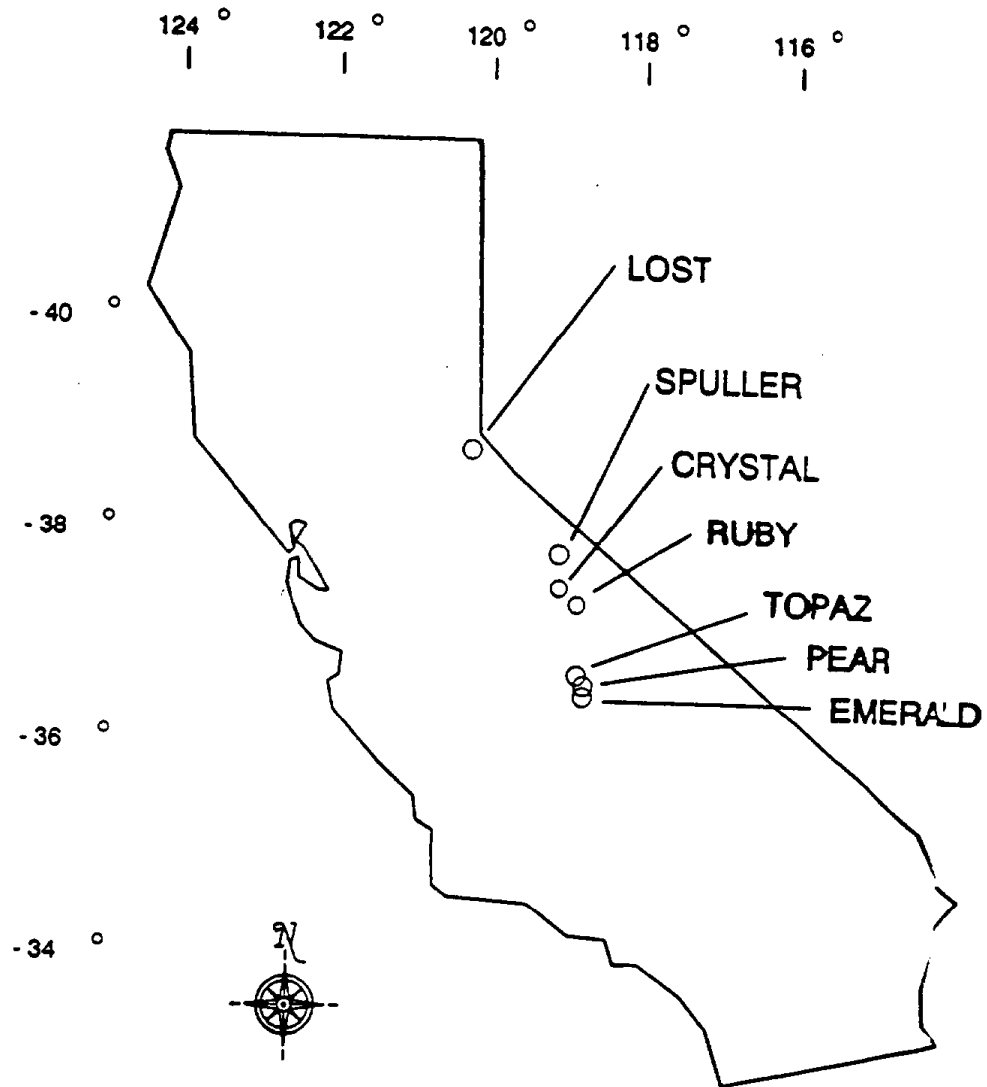 124 ° 122 ° 120 ° 118 ° 116 °
LOST
- 40 °
SPULLER
CRYSTAL
- 38 °
RUBY
TOPAZ
PEAR
EMERALD
- 36 °
- 34 °
N